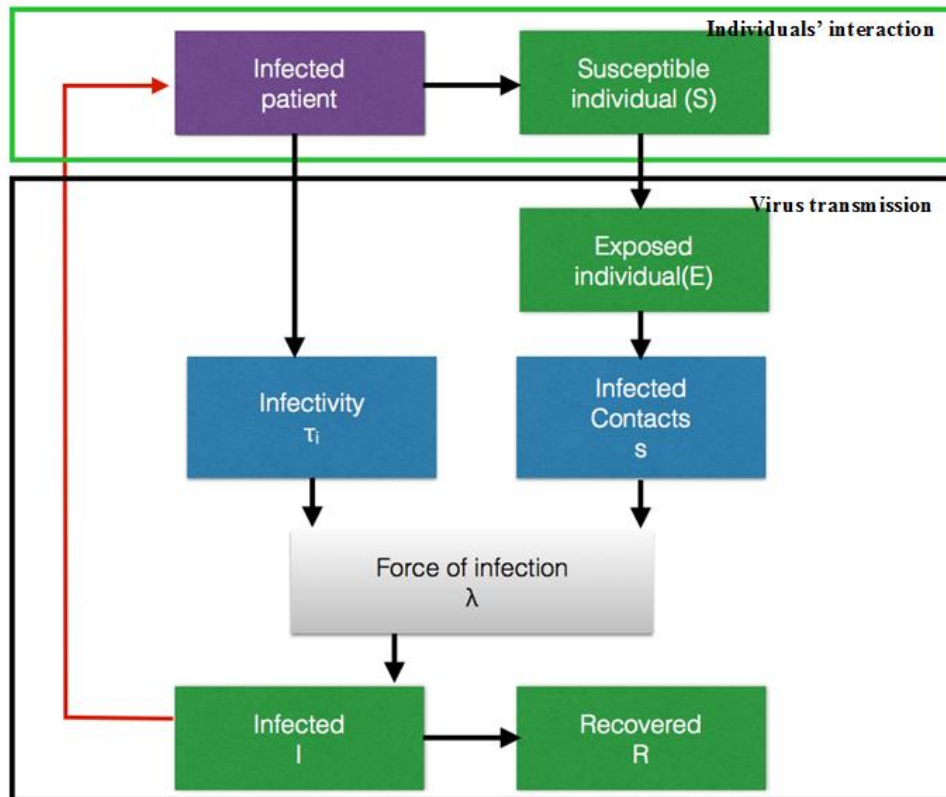 Individuals’ interaction
Infected
patient
Susceptible
individual (S)
Virus transmission
Exposed
individual(E)
Infectivity
τᵢ
Infected
Contacts
s
Force of infection
λ
Infected
I
Recovered
R